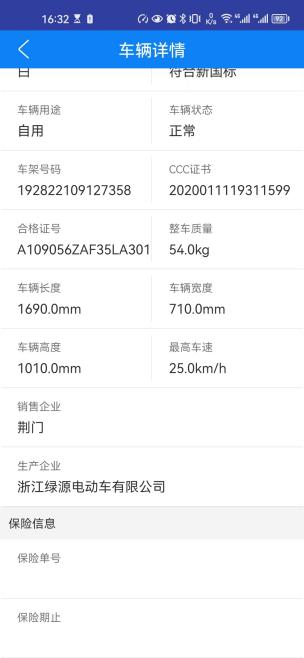 16:32
0 K/s
92
车辆详情
白
符合新国标
车辆用途
车辆状态
自用
正常
车架号码
CCC证书
192822109127358
2020011119311599
合格证号
整车质量
A109056ZAF35LA301
54.0kg
车辆长度
车辆宽度
1690.0mm
710.0mm
车辆高度
最高车速
1010.0mm
25.0km/h
销售企业
荆门
生产企业
浙江绿源电动车有限公司
保险信息
保险单号
保险期止